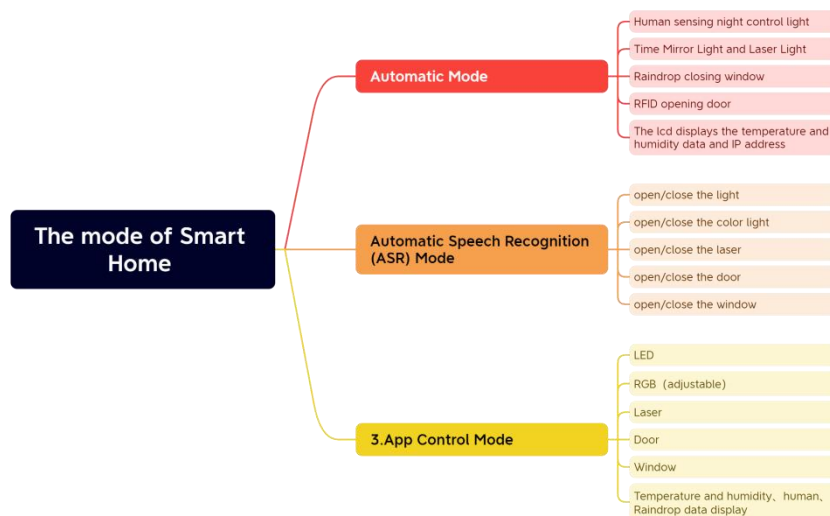 Human sensing night control light
Time Mirror Light and Laser Light
Automatic Mode
Raindrop closing window
RFID opening door
The lcd displays the temperature and
humidity data and IP address
The mode of Smart
Home
open/close the light
open/close the color light
Automatic Speech Recognition
(ASR) Mode
open/close the laser
open/close the door
open/close the window
LED
RGB（adjustable）
Laser
3.App Control Mode
Door
Window
Temperature and humidity、human、
Raindrop data display